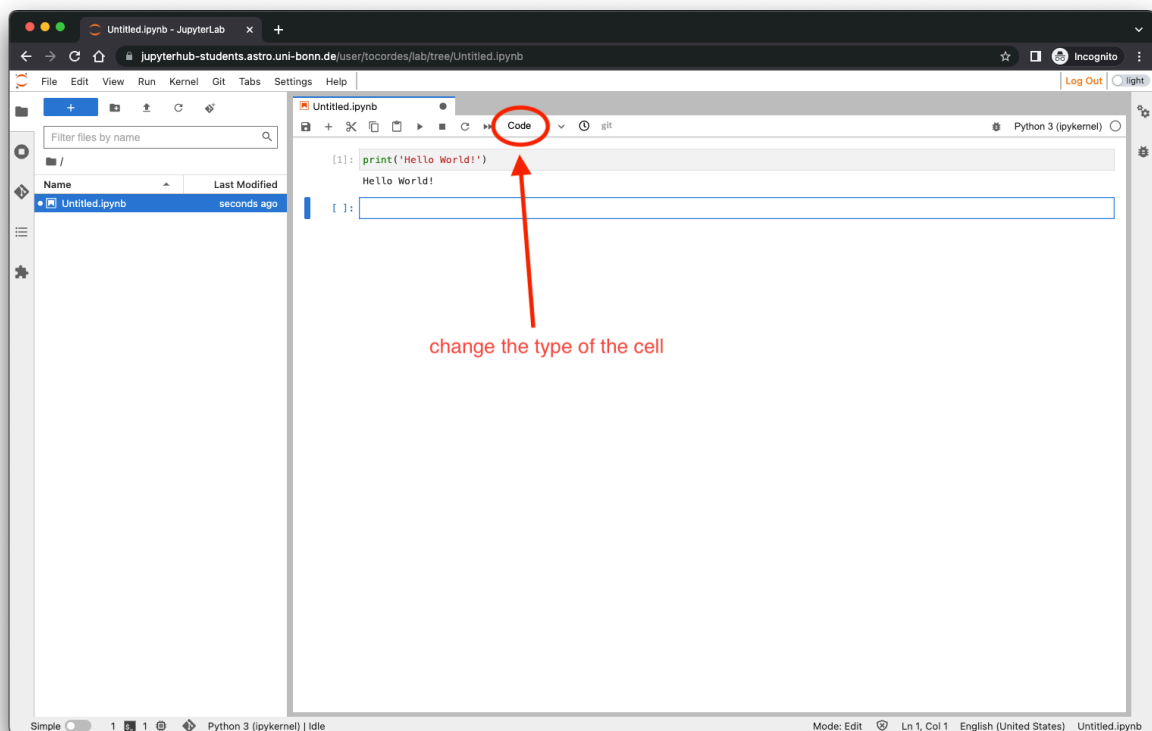 Untitled.ipynb - JupyterLab
jupyterhub-students.astro.uni-bonn.de/user/tocordes/lab/tree/Untitled.ipynb
Incognito
File Edit View Run Kernel Git Tabs Settings Help
Log Out
light
Filter files by name
/
Name Last Modified
Untitled.ipynb seconds ago
Untitled.ipynb
Code
git
Python 3 (ipykernel)
[1]: print('Hello World!')
Hello World!
[ ]:
change the type of the cell
Simple 1 1 Python 3 (ipykernel) | Idle
Mode: Edit Ln 1, Col 1 English (United States) Untitled.ipynb